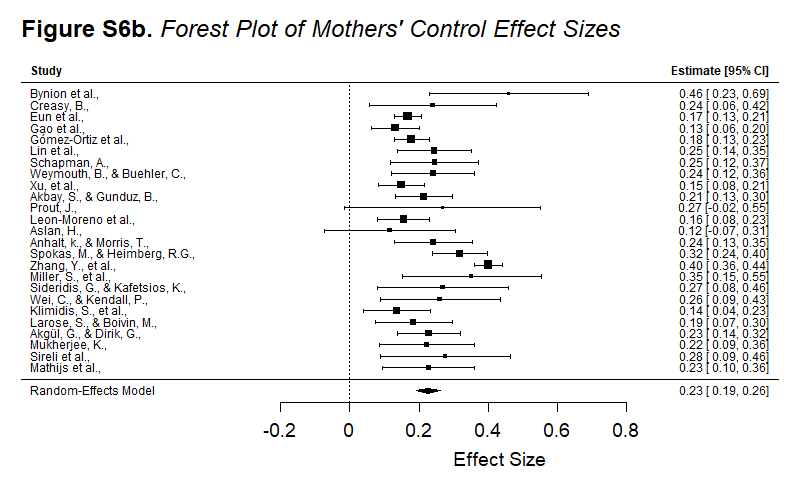 Figure S6b. Forest Plot of Mothers' Control Effect Sizes
Study Estimate [95% CI]
Bynion et al., 0.46 [ 0.23, 0.69]
Creasy, B., 0.24 [ 0.06, 0.42]
Eun et al., 0.17 [ 0.13, 0.21]
Gao et al., 0.13 [ 0.06, 0.20]
Gómez-Ortiz et al., 0.18 [ 0.13, 0.23]
Lin et al., 0.25 [ 0.14, 0.35]
Schapman, A., 0.25 [ 0.12, 0.37]
Weymouth, B., & Buehler, C., 0.24 [ 0.12, 0.36]
Xu, et al., 0.15 [ 0.08, 0.21]
Akbay, S., & Gunduz, B., 0.21 [ 0.13, 0.30]
Prout, J., 0.27 [-0.02, 0.55]
Leon-Moreno et al., 0.16 [ 0.08, 0.23]
Aslan, H., 0.12 [-0.07, 0.31]
Anhalt, k., & Morris, T., 0.24 [ 0.13, 0.35]
Spokas, M., & Heimberg, R.G., 0.32 [ 0.24, 0.40]
Zhang, Y., et al., 0.40 [ 0.36, 0.44]
Miller, S., et al., 0.35 [ 0.15, 0.55]
Sideridis, G., & Kafetsios, K., 0.27 [ 0.08, 0.46]
Wei, C., & Kendall, P., 0.26 [ 0.09, 0.43]
Klimidis, S., et al., 0.14 [ 0.04, 0.23]
Larose, S., & Boivin, M., 0.19 [ 0.07, 0.30]
Akgül, G., & Dirik, G., 0.23 [ 0.14, 0.32]
Mukherjee, K., 0.22 [ 0.09, 0.36]
Sireli et al., 0.28 [ 0.09, 0.46]
Mathijs et al., 0.23 [ 0.10, 0.36]
Random-Effects Model 0.23 [ 0.19, 0.26]
-0.2 0 0.2 0.4 0.6 0.8
Effect Size